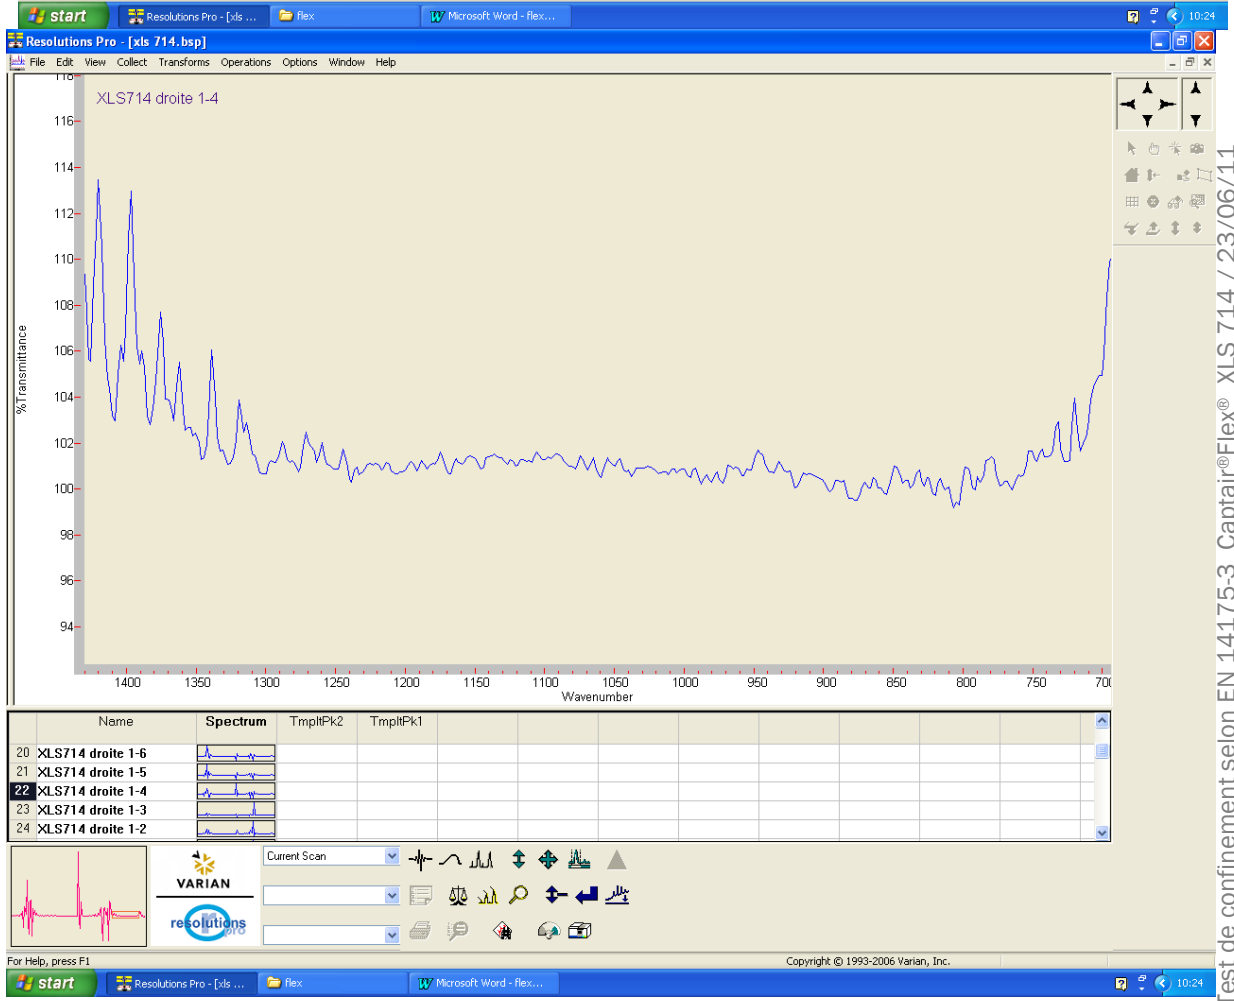 start
Resolutions Pro - [xls ...
flex
Microsoft Word - flex...
10:24
Resolutions Pro - [xls 714.bsp]
File Edit View Collect Transforms Operations Options Window Help
XLS714 droite 1-4
118
116
114
112
110
108
106
104
102
100
98
96
94
%Transmittance
1400 1350 1300 1250 1200 1150 1100 1050 1000 950 900 850 800 750 700
Wavenumber
Name Spectrum TmpltPk2 TmpltPk1
20 XLS714 droite 1-6
21 XLS714 droite 1-5
22 XLS714 droite 1-4
23 XLS714 droite 1-3
24 XLS714 droite 1-2
Current Scan
VARIAN
resolutions
pro
For Help, press F1
Copyright © 1993-2006 Varian, Inc.
start
Resolutions Pro - [xls ...
flex
Microsoft Word - flex...
10:24
Test de confinement selon EN 14175-3 Captair®Flex® XLS 714 / 23/06/11